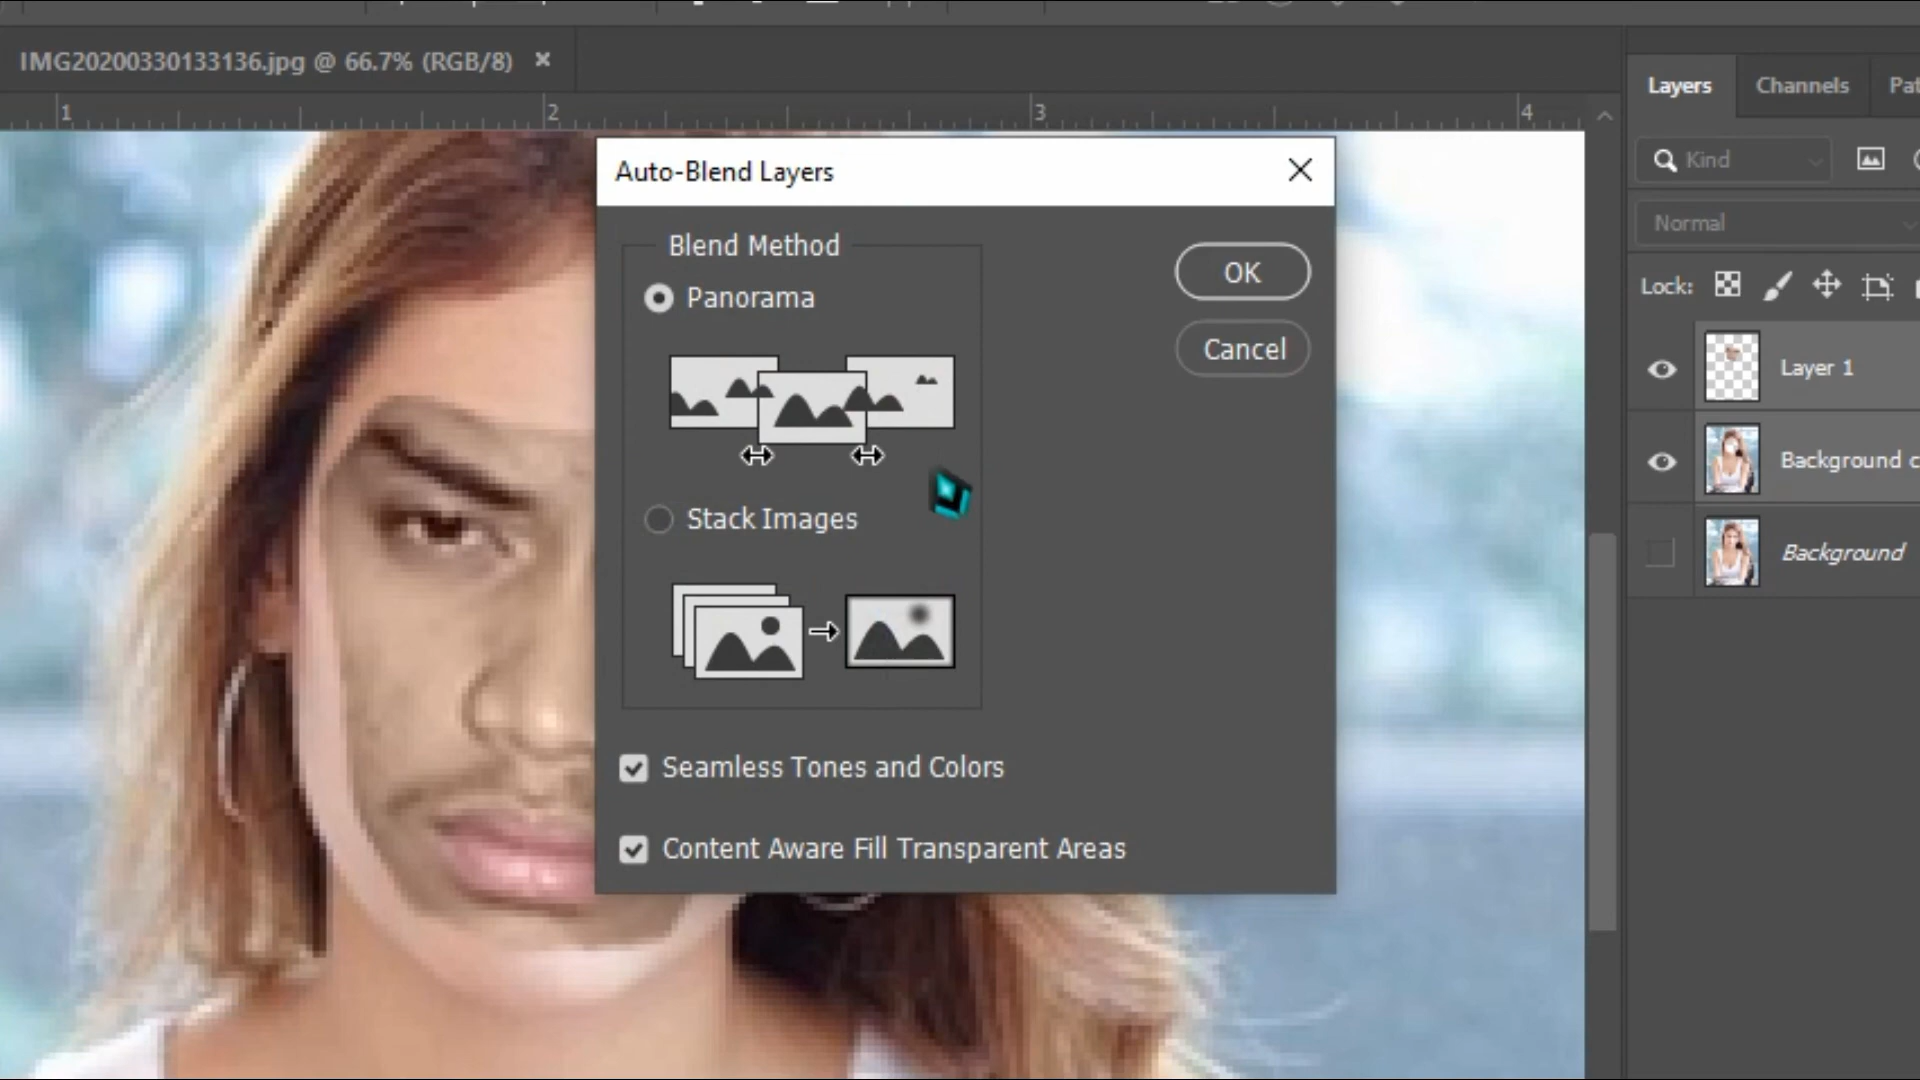 IMG20200330133136.jpg @ 66.7% (RGB/8) ×
1 2 3 4
Auto-Blend Layers
Blend Method
Panorama
Stack Images
Seamless Tones and Colors
Content Aware Fill Transparent Areas
OK
Cancel
Layers Channels Pat
Kind
Normal
Lock:
Layer 1
Background c
Background